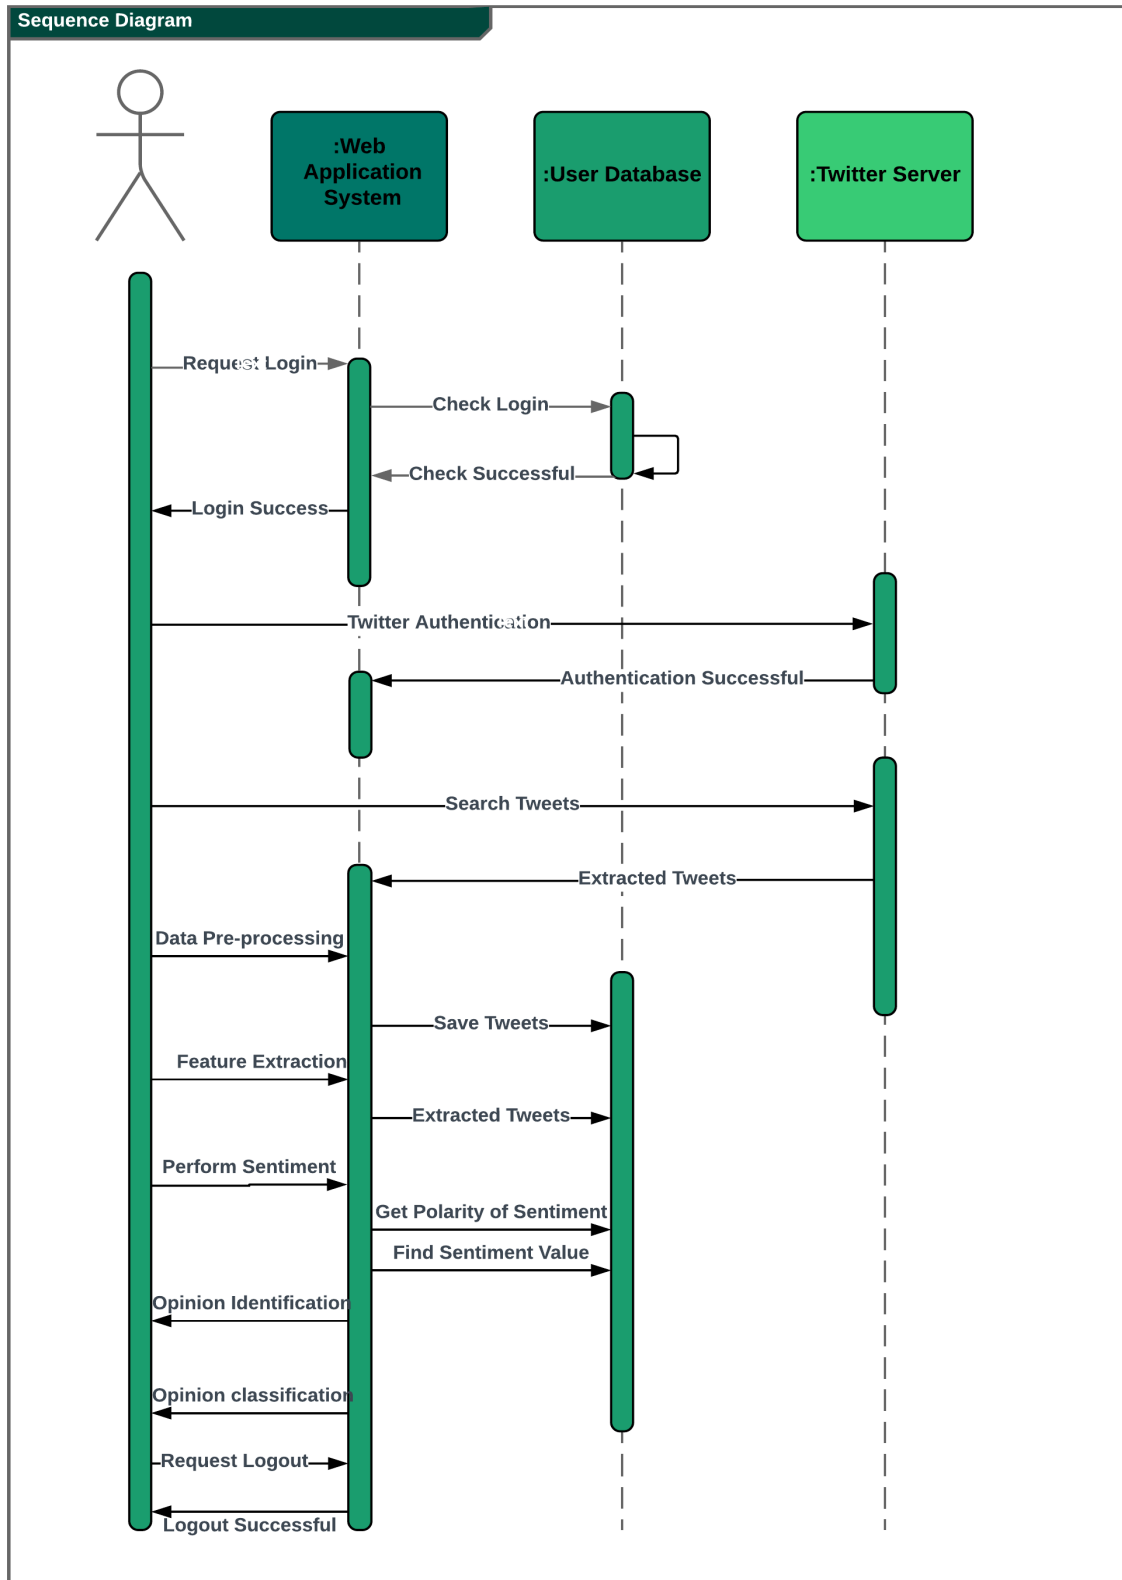 Sequence Diagram
:Web
Application
System
:User Database
:Twitter Server
Request Login
Check Login
Check Successful
Login Success
Twitter Authentication
Authentication Successful
Search Tweets
Extracted Tweets
Data Pre-processing
Save Tweets
Feature Extraction
Extracted Tweets
Perform Sentiment
Get Polarity of Sentiment
Find Sentiment Value
Opinion Identification
Opinion classification
Request Logout
Logout Successful